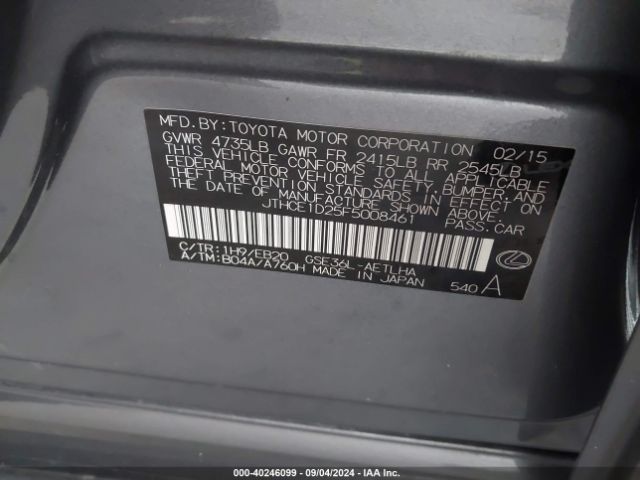 MFD.BY:TOYOTA MOTOR CORPORATION 02/15
GVWR 4735LB GAWR FR 2415LB RR 2545LB
THIS VEHICLE CONFORMS TO ALL APPLICABLE
FEDERAL MOTOR VEHICLE SAFETY, BUMPER, AND
THEFT PREVENTION STANDARDS IN EFFECT ON
THE DATE OF MANUFACTURE SHOWN ABOVE.
JTHCE1D25F5008461 PASS.CAR
C/TR:1H9/EB20 GSE36L-AETLHA
A/TM:B04A/A760H MADE IN JAPAN 540 A
000-40246099 - 09/04/2024 - IAA Inc.